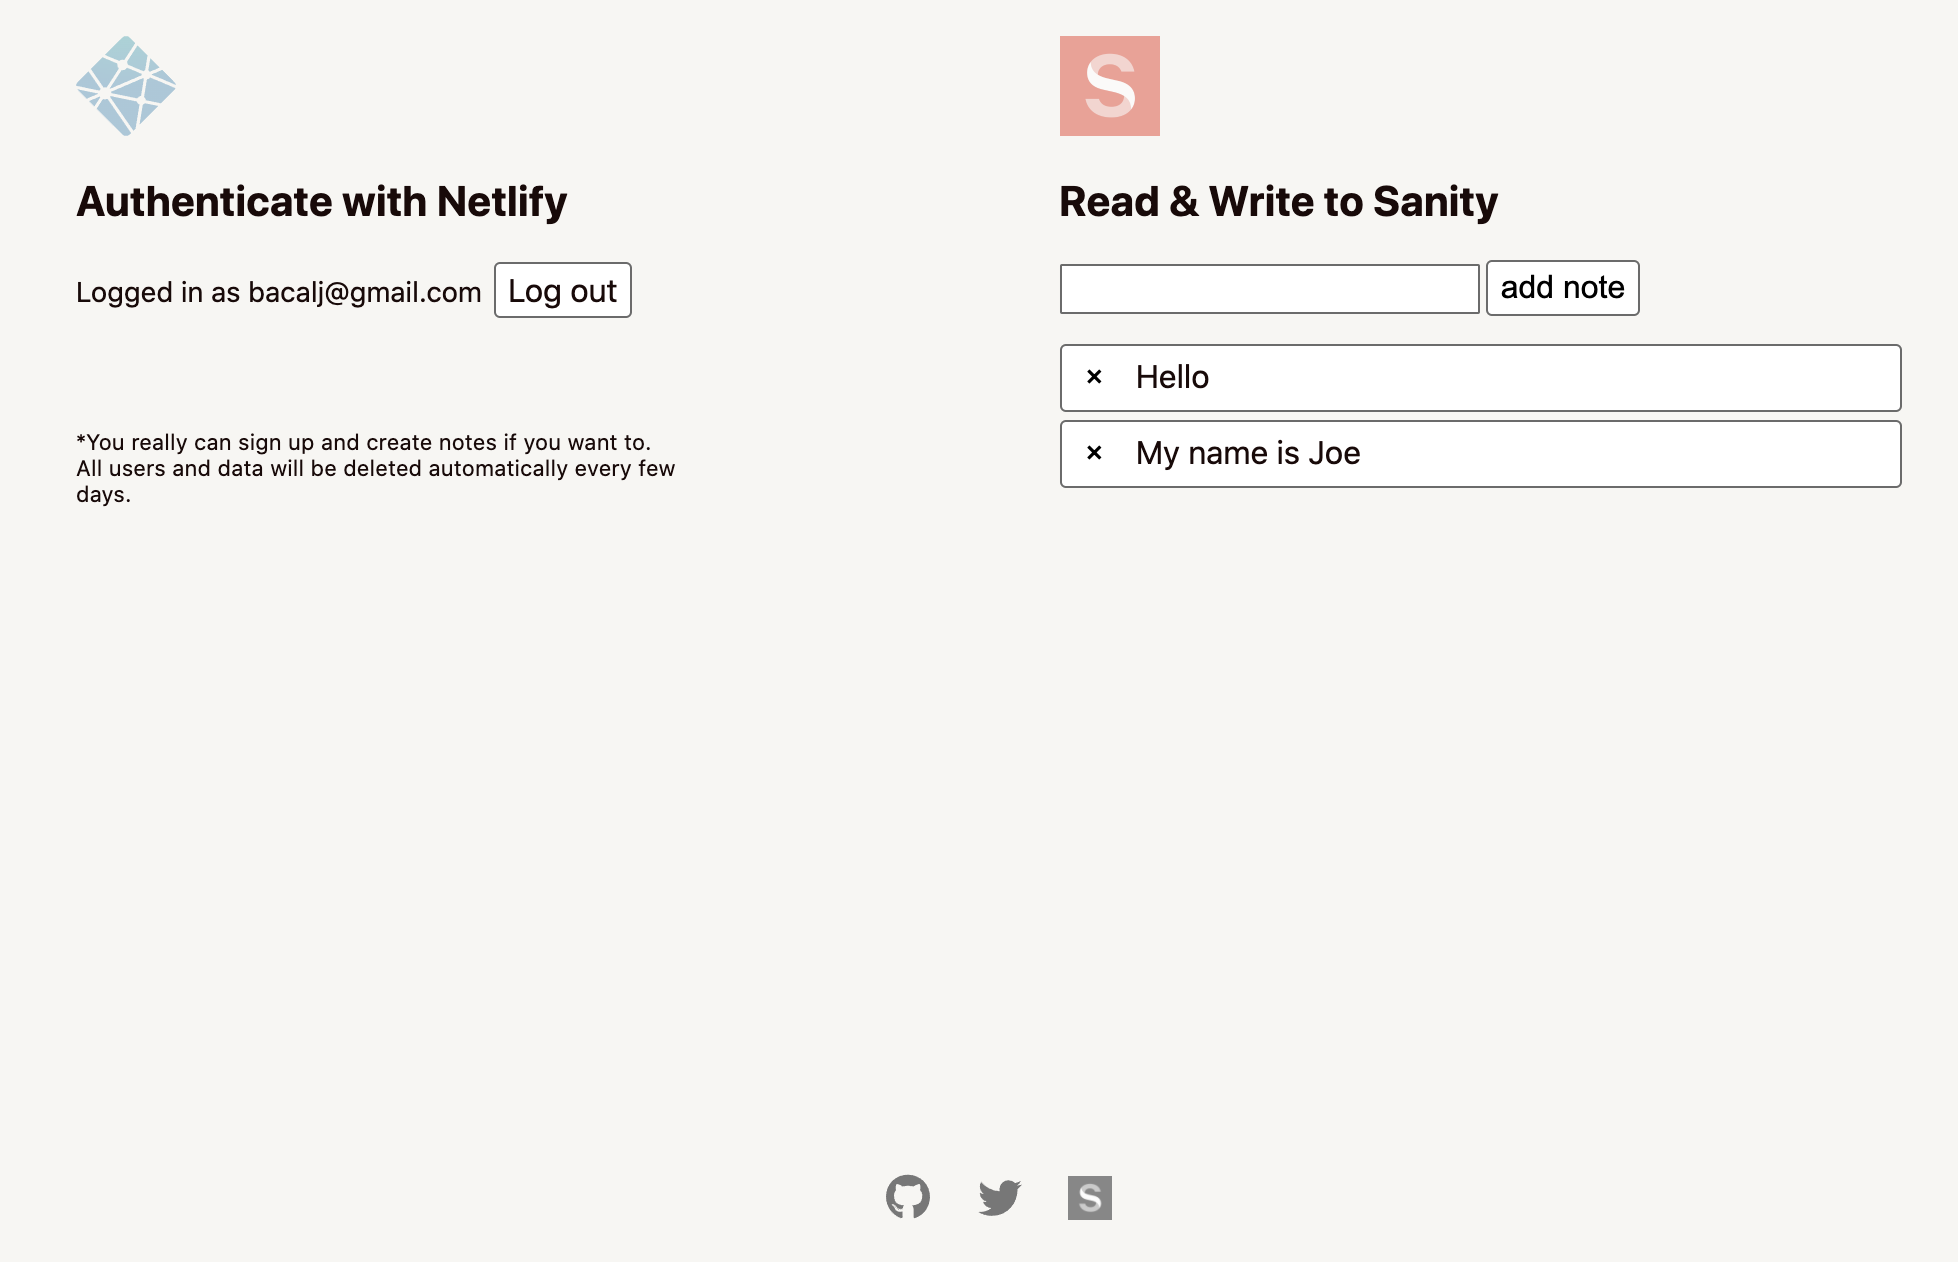 S
Authenticate with Netlify
Logged in as bacalj@gmail.com
Log out
*You really can sign up and create notes if you want to.
All users and data will be deleted automatically every few
days.
Read & Write to Sanity
add note
× Hello
× My name is Joe
S